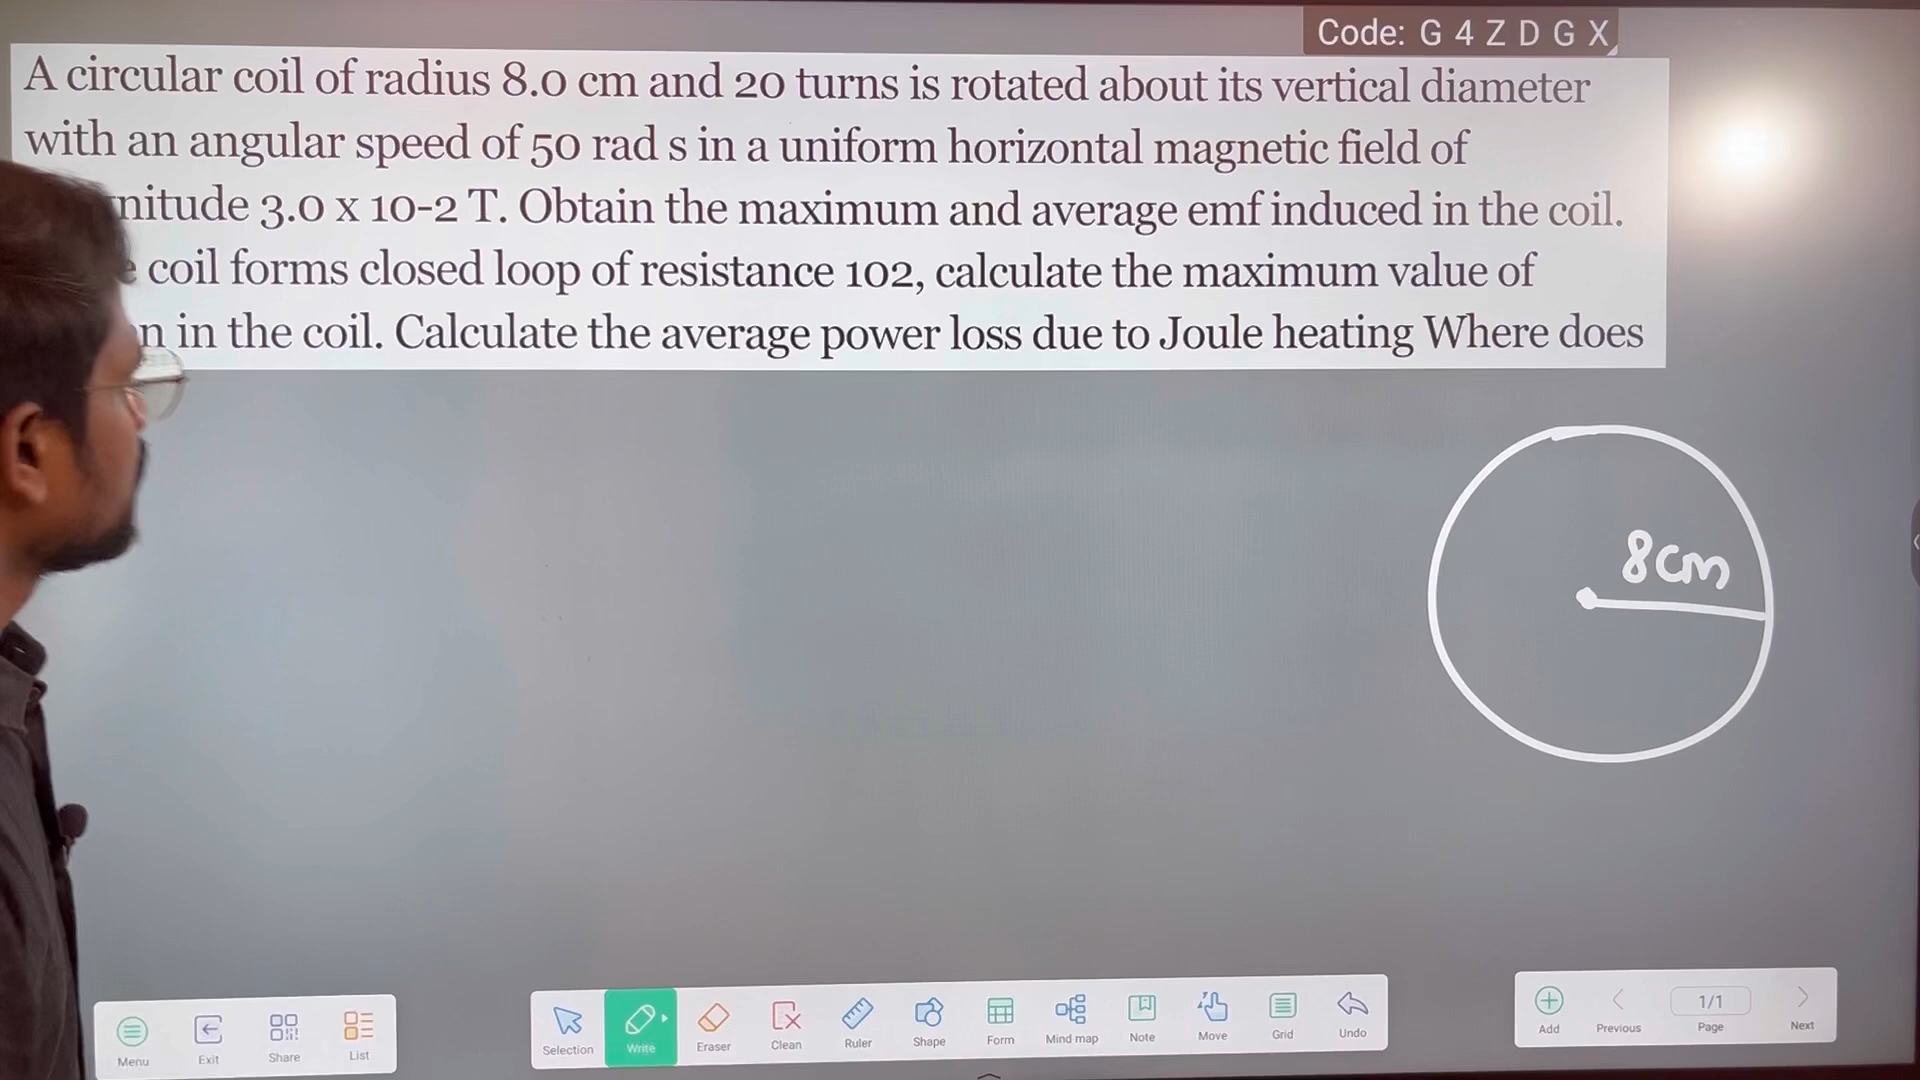 Code: G 4 Z D G X
A circular coil of radius 8.0 cm and 20 turns is rotated about its vertical diameter
with an angular speed of 50 rad s in a uniform horizontal magnetic field of
nitude 3.0 x 10-2 T. Obtain the maximum and average emf induced in the coil.
coil forms closed loop of resistance 102, calculate the maximum value of
n in the coil. Calculate the average power loss due to Joule heating Where does
8cm
Menu
Exit
Share
List
Selection
Write
Eraser
Clean
Ruler
Shape
Form
Mind map
Note
Move
Grid
Undo
Add
Previous
1/1
Page
Next